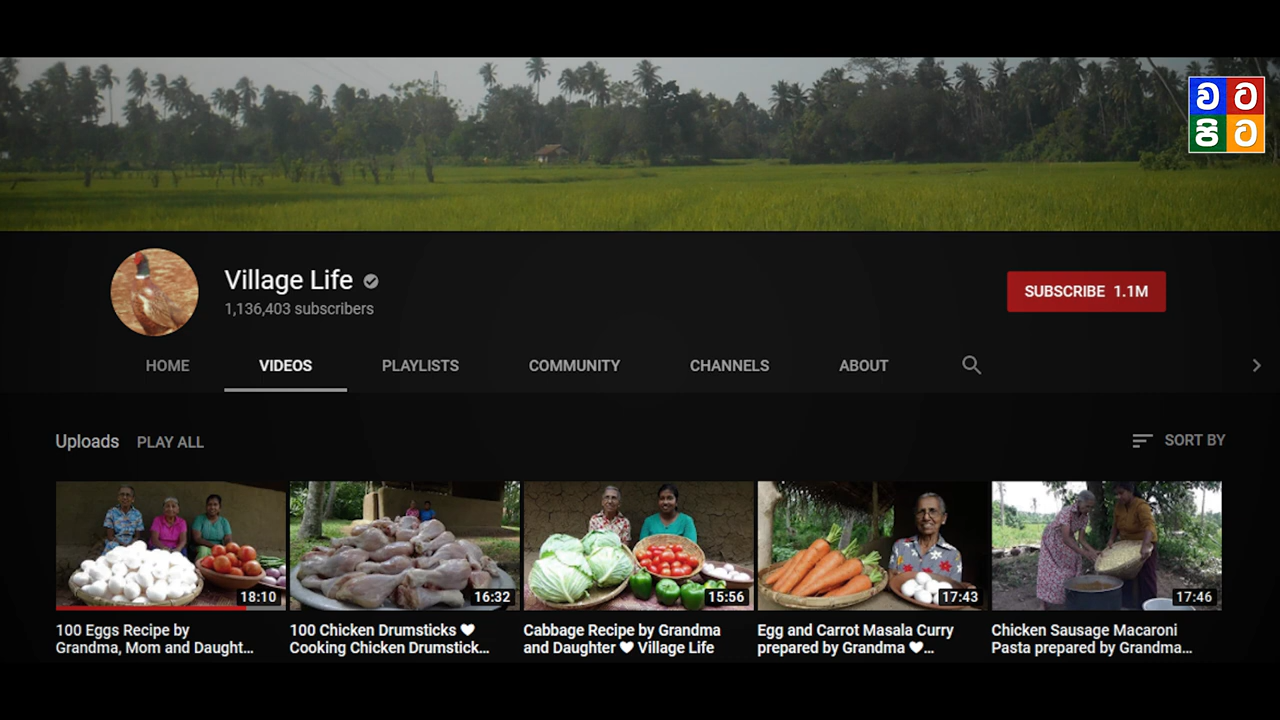 අ ර
සි ට
Village Life
1,136,403 subscribers
SUBSCRIBE 1.1M
HOME VIDEOS PLAYLISTS COMMUNITY CHANNELS ABOUT
Uploads PLAY ALL SORT BY
18:10 16:32 15:56 17:43 17:46
100 Eggs Recipe by
Grandma, Mom and Daught...
100 Chicken Drumsticks ♥
Cooking Chicken Drumstick...
Cabbage Recipe by Grandma
and Daughter ♥ Village Life
Egg and Carrot Masala Curry
prepared by Grandma ♥...
Chicken Sausage Macaroni
Pasta prepared by Grandma...